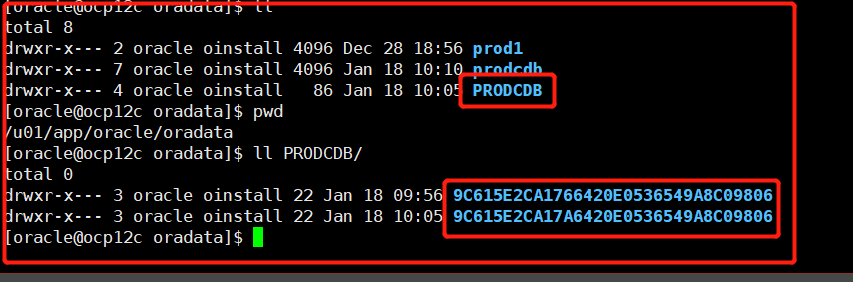 [oracle@ocp12c oradata]$ ll
total 8
drwxr-x--- 2 oracle oinstall 4096 Dec 28 18:56 prod1
drwxr-x--- 7 oracle oinstall 4096 Jan 18 10:10 prodcdb
drwxr-x--- 4 oracle oinstall   86 Jan 18 10:05 PRODCDB
[oracle@ocp12c oradata]$ pwd
/u01/app/oracle/oradata
[oracle@ocp12c oradata]$ ll PRODCDB/
total 0
drwxr-x--- 3 oracle oinstall 22 Jan 18 09:56 9C615E2CA1766420E0536549A8C09806
drwxr-x--- 3 oracle oinstall 22 Jan 18 10:05 9C615E2CA17A6420E0536549A8C09806
[oracle@ocp12c oradata]$